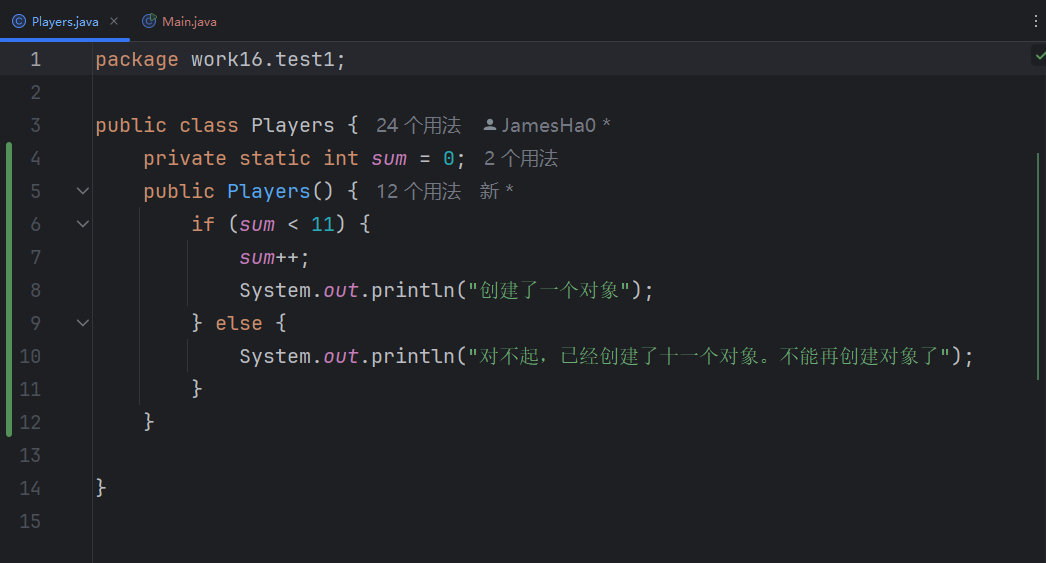 Players.java × Main.java
1 package work16.test1;
2
3 public class Players { 24 个用法 JamesHa0 *
4 private static int sum = 0; 2 个用法
5 public Players() { 12 个用法 新 *
6 if (sum < 11) {
7 sum++;
8 System.out.println("创建了一个对象");
9 } else {
10 System.out.println("对不起，已经创建了十一个对象。不能再创建对象了");
11 }
12 }
13
14 }
15